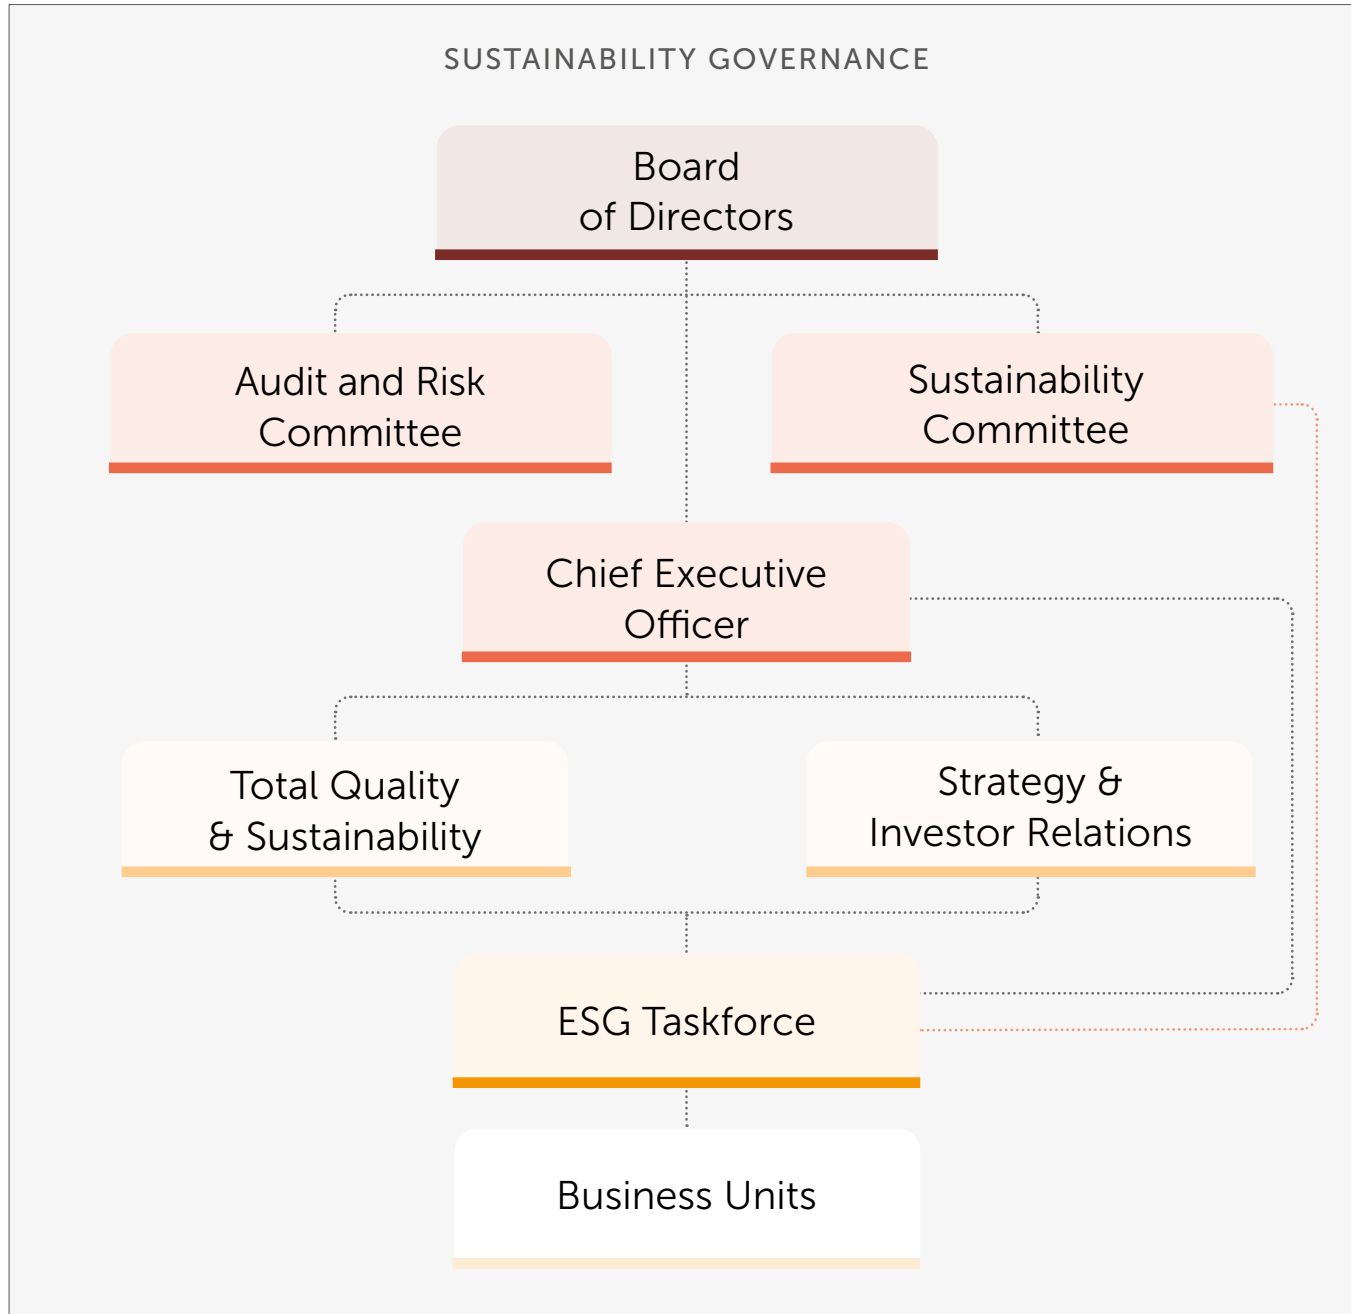 SUSTAINABILITY GOVERNANCE
Board
of Directors
Audit and Risk
Committee
Sustainability
Committee
Chief Executive
Officer
Total Quality
& Sustainability
Strategy &
Investor Relations
ESG Taskforce
Business Units